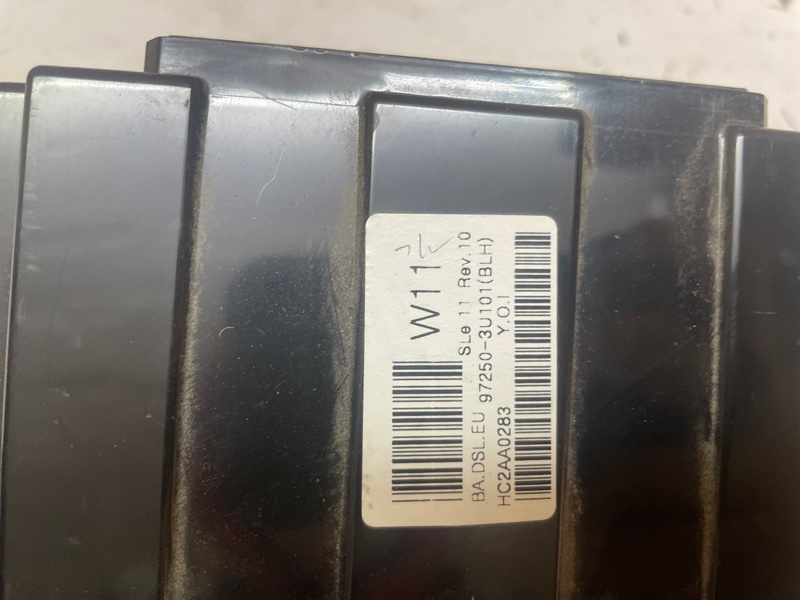 W11
SLe 11 Rev.10
BA.DSL.EU 97250-3U101(BLH)
Y.O.I
HC2AA0283